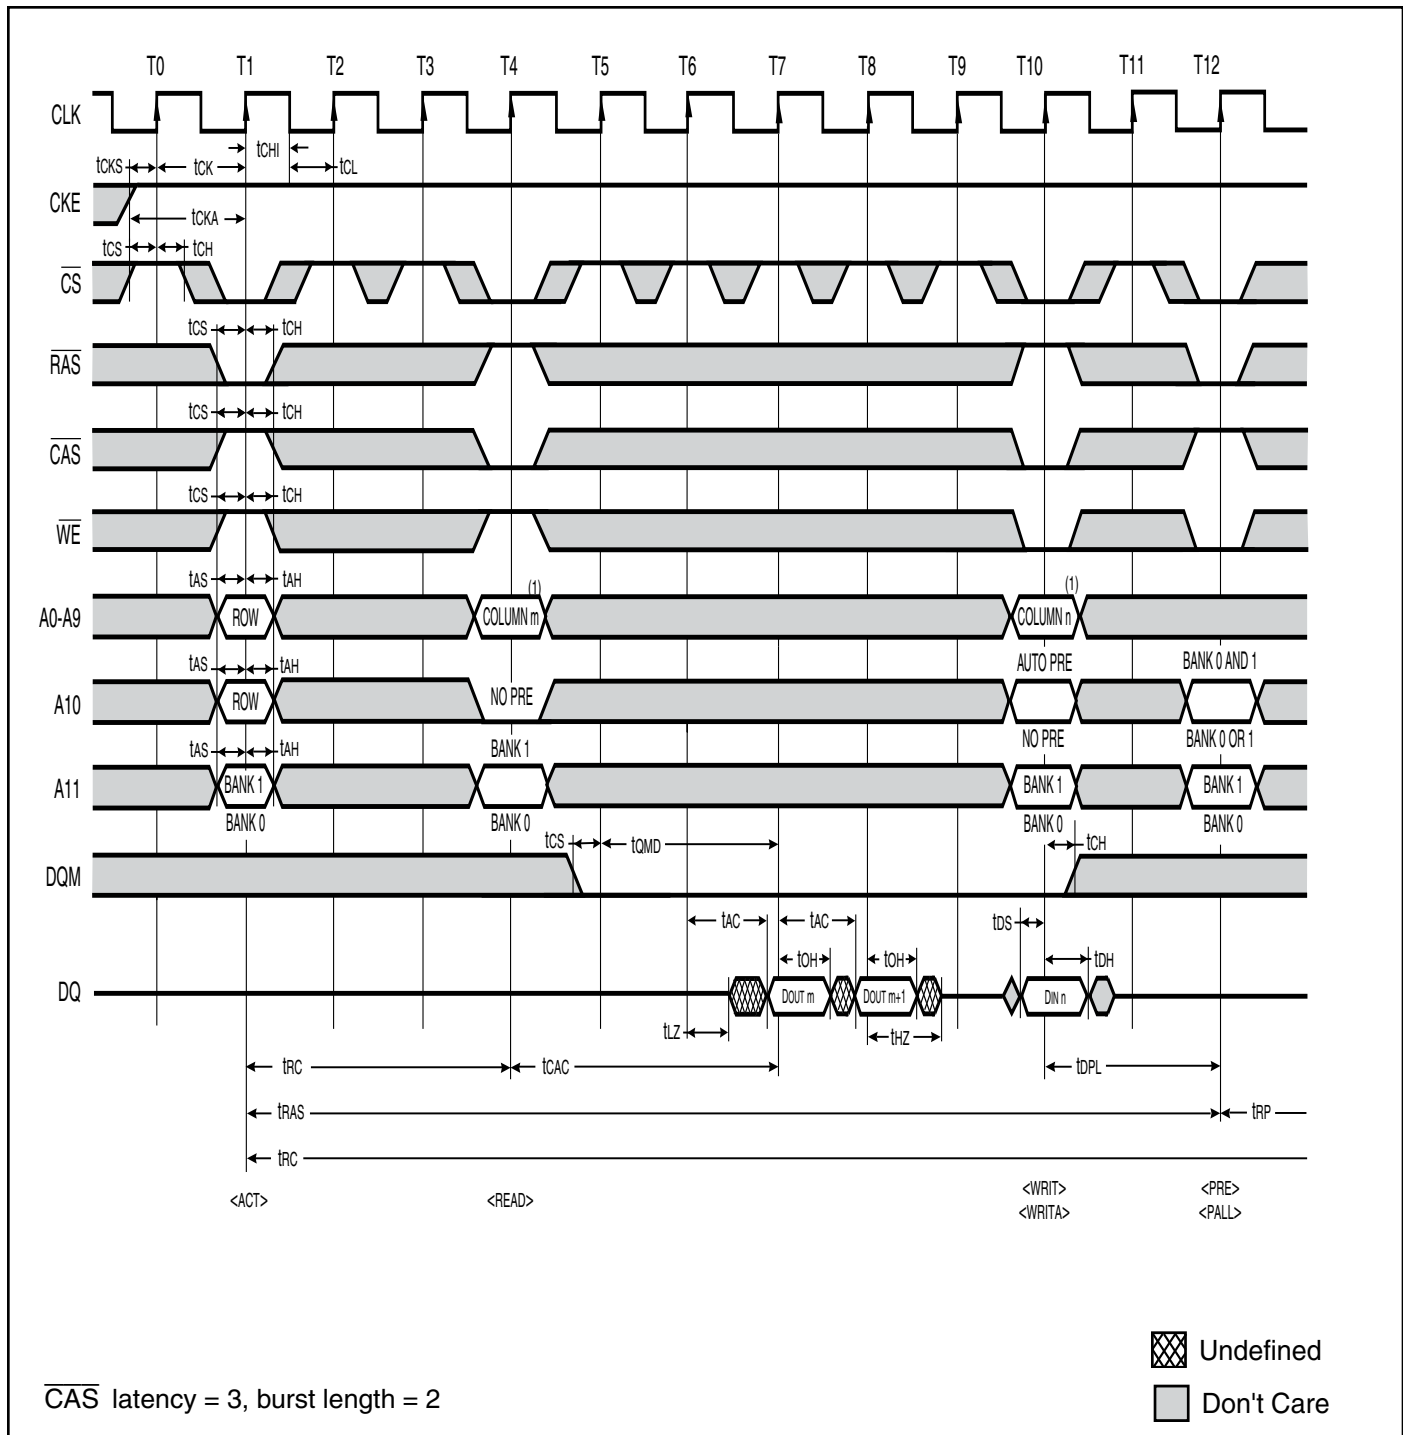 T0 T1 T2 T3 T4 T5 T6 T7 T8 T9 T10 T11 T12
CLK
tCHI
tCKS tCK tCL
CKE
tCKA
tCS tCH
CS
tCS tCH
RAS
tCS tCH
CAS
tCS tCH
WE
tAS tAH (1) (1)
A0-A9 ROW COLUMN m COLUMN n
tAS tAH AUTO PRE BANK 0 AND 1
A10 ROW NO PRE
tAS tAH BANK 1 NO PRE BANK 0 OR 1
A11 BANK 1 BANK 1 BANK 1
BANK 0 BANK 0 BANK 0 BANK 0
tCS tQMD tCH
DQM
tAC tAC tDS
tOH tOH tDH
DQ DOUT m DOUT m+1 DIN n
tLZ tHZ
tRC tCAC tDPL
tRAS tRP
tRC
<ACT> <READ> <WRIT> <PRE>
<WRITA> <PALL>
Undefined
CAS latency = 3, burst length = 2
Don't Care